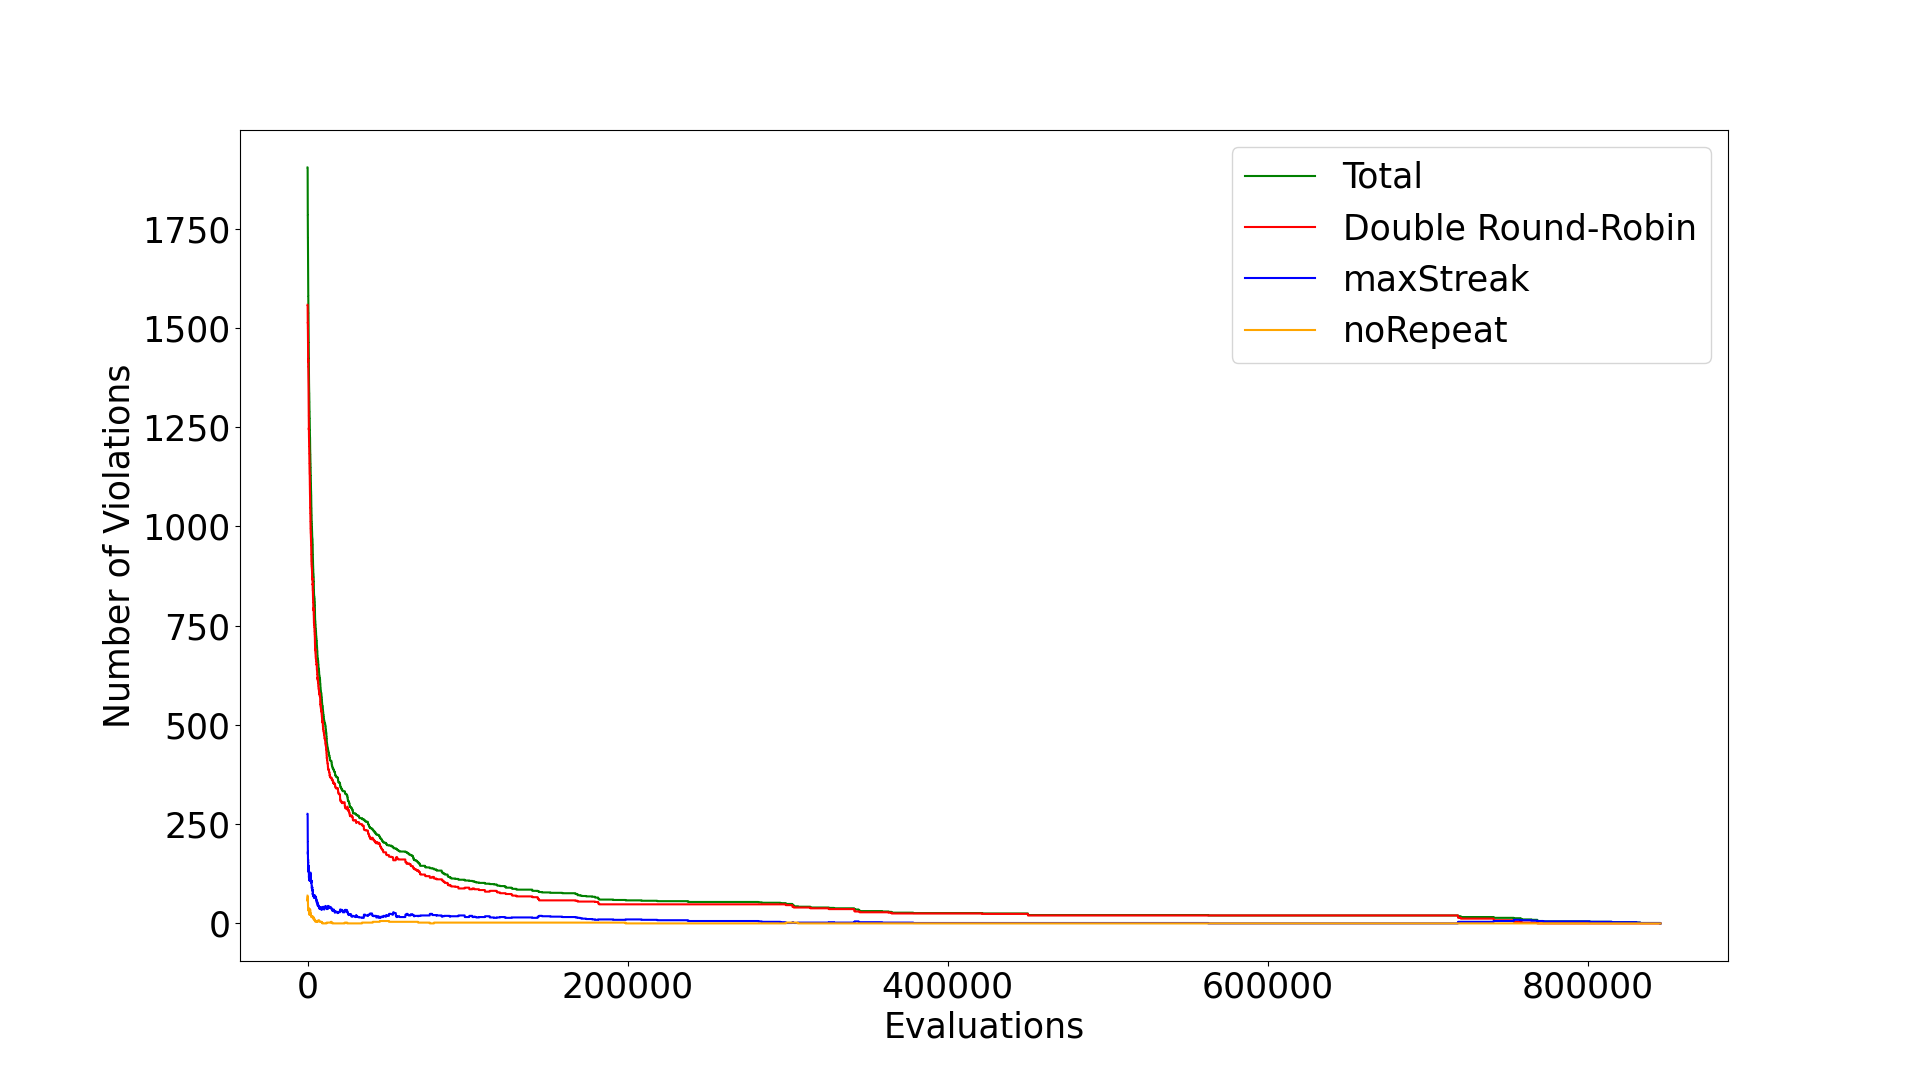 Total
Double Round-Robin
maxStreak
noRepeat
1750
1500
1250
1000
750
500
250
0
Number of Violations
0 200000 400000 600000 800000
Evaluations